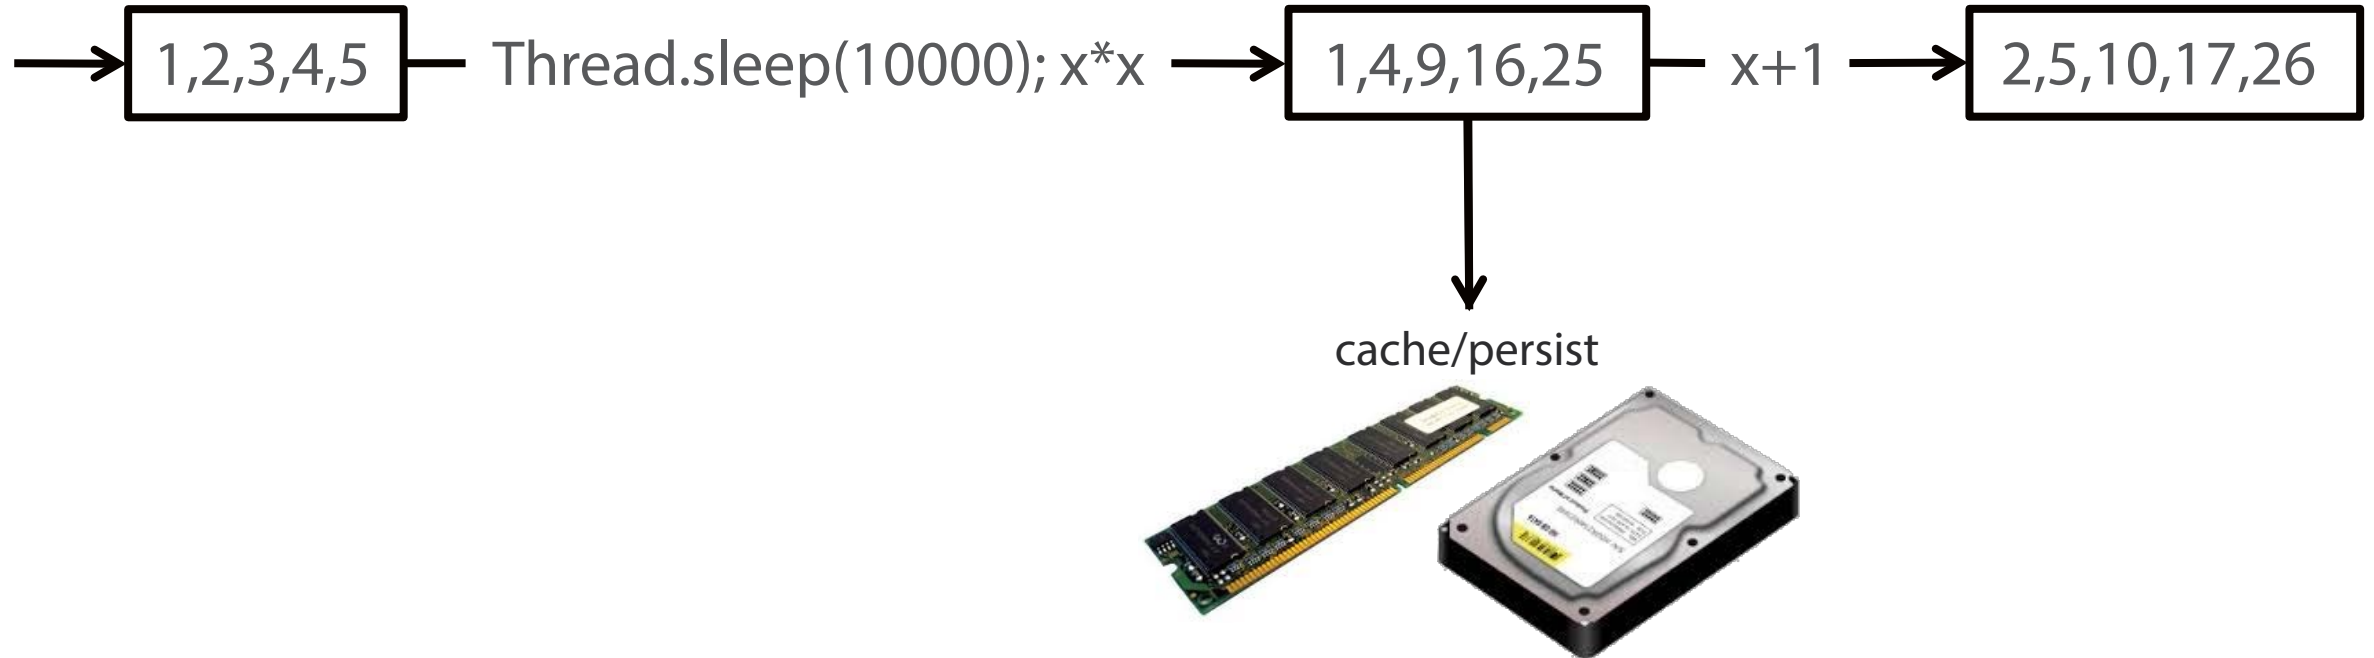 1,2,3,4,5
Thread.sleep(10000); x*x
1,4,9,16,25
x+1
2,5,10,17,26
cache/persist